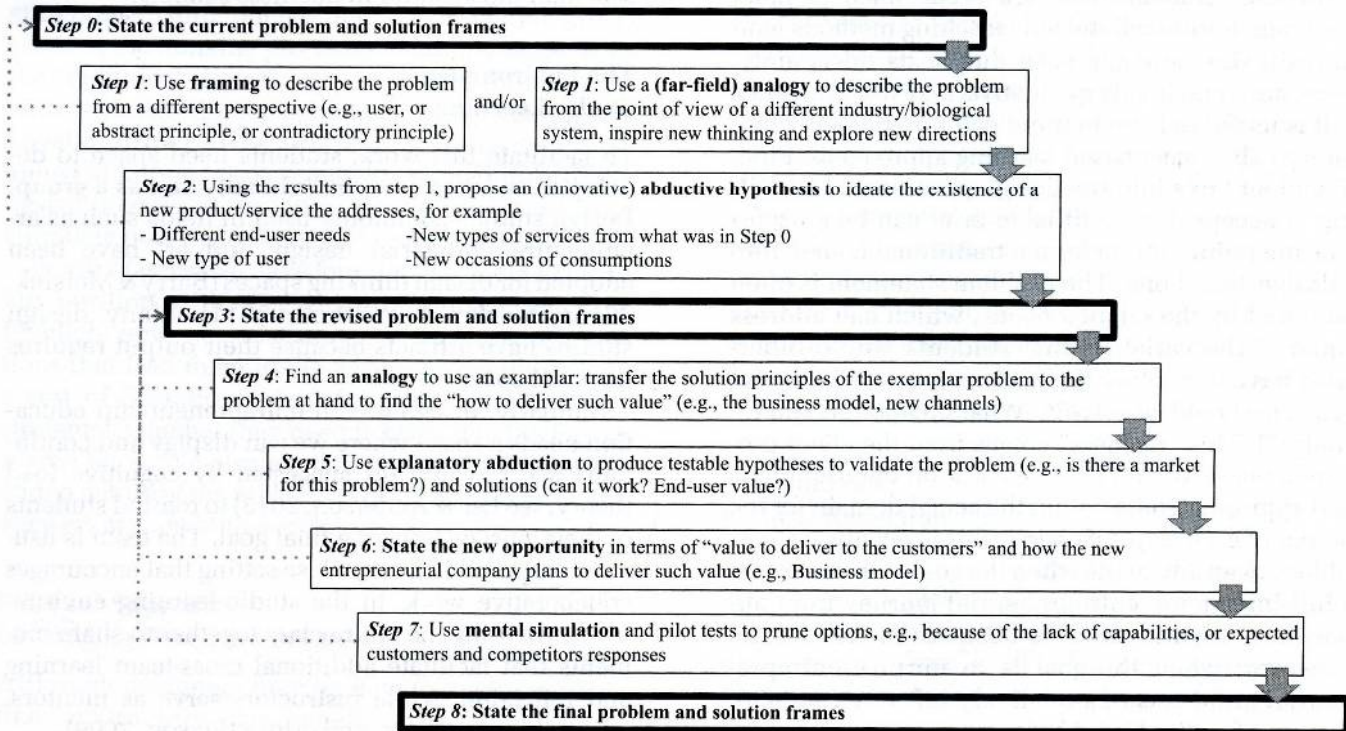 Step 0: State the current problem and solution frames
Step 1: Use framing to describe the problem
from a different perspective (e.g., user, or
abstract principle, or contradictory principle)
and/or
Step 1: Use a (far-field) analogy to describe the problem
from the point of view of a different industry/biological
system, inspire new thinking and explore new directions
Step 2: Using the results from step 1, propose an (innovative) abductive hypothesis to ideate the existence of a
new product/service the addresses, for example
- Different end-user needs -New types of services from what was in Step 0
- New type of user -New occasions of consumptions
Step 3: State the revised problem and solution frames
Step 4: Find an analogy to use an examplar: transfer the solution principles of the exemplar problem to the
problem at hand to find the “how to deliver such value” (e.g., the business model, new channels)
Step 5: Use explanatory abduction to produce testable hypotheses to validate the problem (e.g., is there a market
for this problem?) and solutions (can it work? End-user value?)
Step 6: State the new opportunity in terms of “value to deliver to the customers” and how the new
entrepreneurial company plans to deliver such value (e.g., Business model)
Step 7: Use mental simulation and pilot tests to prune options, e.g., because of the lack of capabilities, or expected
customers and competitors responses
Step 8: State the final problem and solution frames